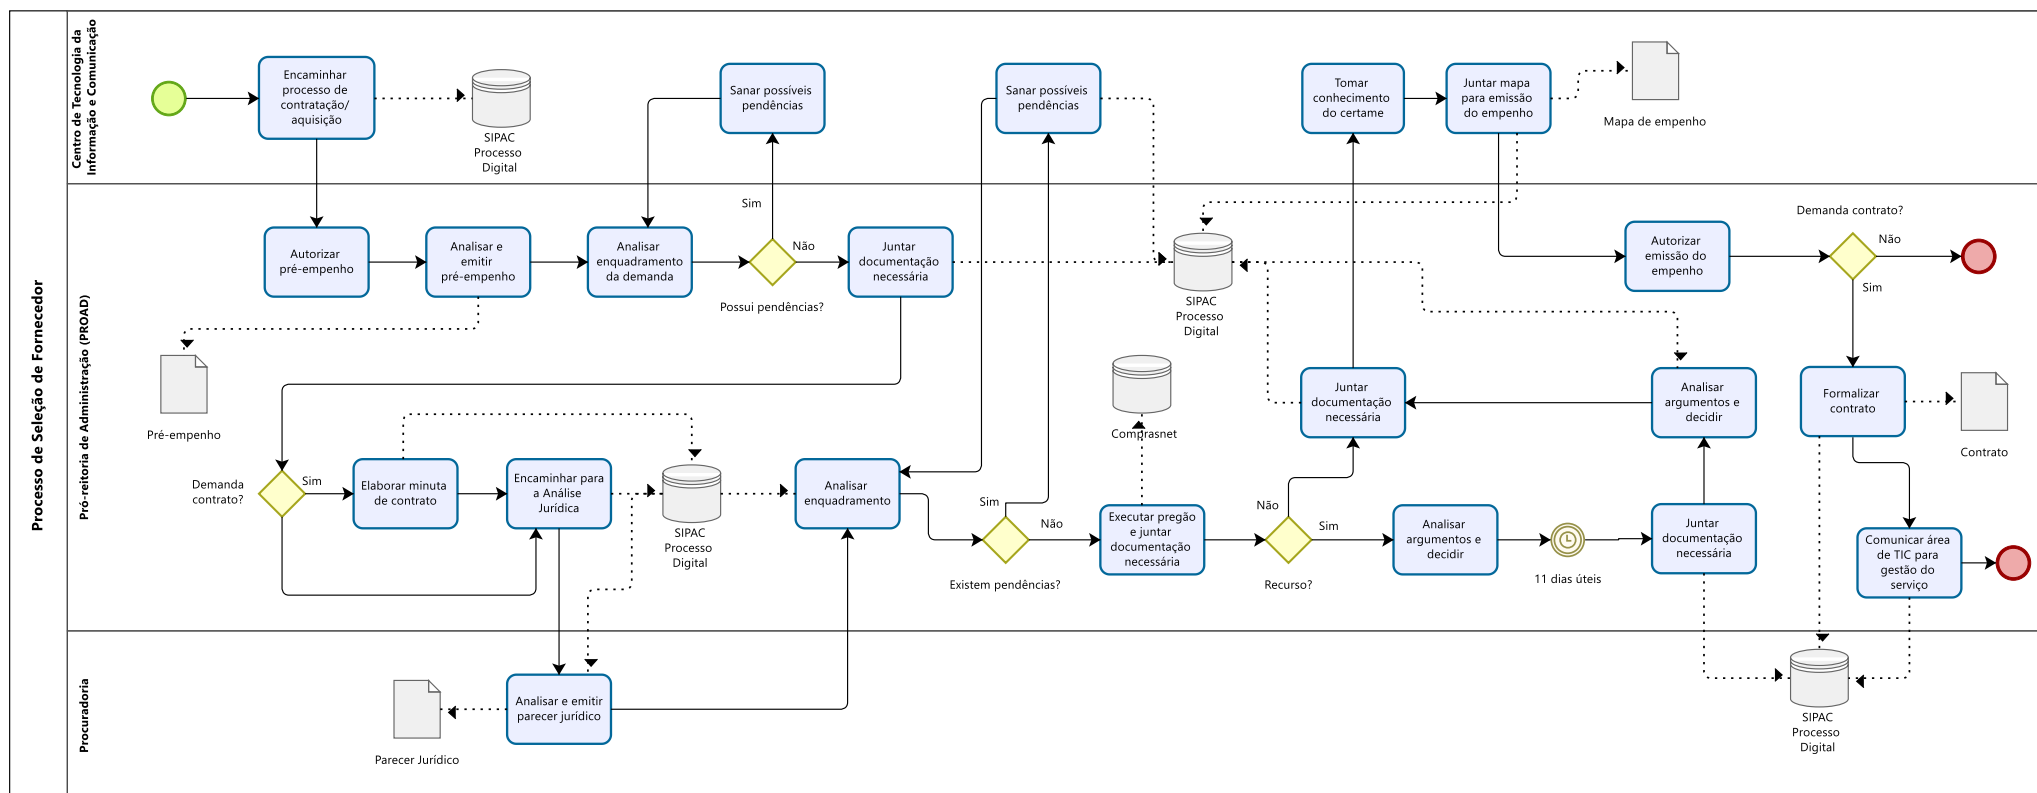 Processo de Seleção de Fornecedor
Centro de Tecnologia da
Informação e Comunicação
Encaminhar
processo de
contratação/
aquisição
SIPAC
Processo
Digital
Sanar possíveis
pendências
Sanar possíveis
pendências
Tomar
conhecimento
do certame
Juntar mapa
para emissão
do empenho
Mapa de empenho
Pró-reitoria de Administração (PROAD)
Autorizar
pré-empenho
Analisar e
emitir
pré-empenho
Analisar
enquadramento
da demanda
Sim
Não
Possui pendências?
Juntar
documentação
necessária
SIPAC
Processo
Digital
Autorizar
emissão do
empenho
Demanda contrato?
Não
Sim
Pré-empenho
Comprasnet
Juntar
documentação
necessária
Analisar
argumentos e
decidir
Formalizar
contrato
Contrato
Demanda
contrato?
Sim
Elaborar minuta
de contrato
Encaminhar para
a Análise
Jurídica
SIPAC
Processo
Digital
Analisar
enquadramento
Sim
Não
Existem pendências?
Executar pregão
e juntar
documentação
necessária
Não
Sim
Recurso?
Analisar
argumentos e
decidir
11 dias úteis
Juntar
documentação
necessária
Comunicar área
de TIC para
gestão do
serviço
Procuradoria
Parecer Jurídico
Analisar e emitir
parecer jurídico
SIPAC
Processo
Digital